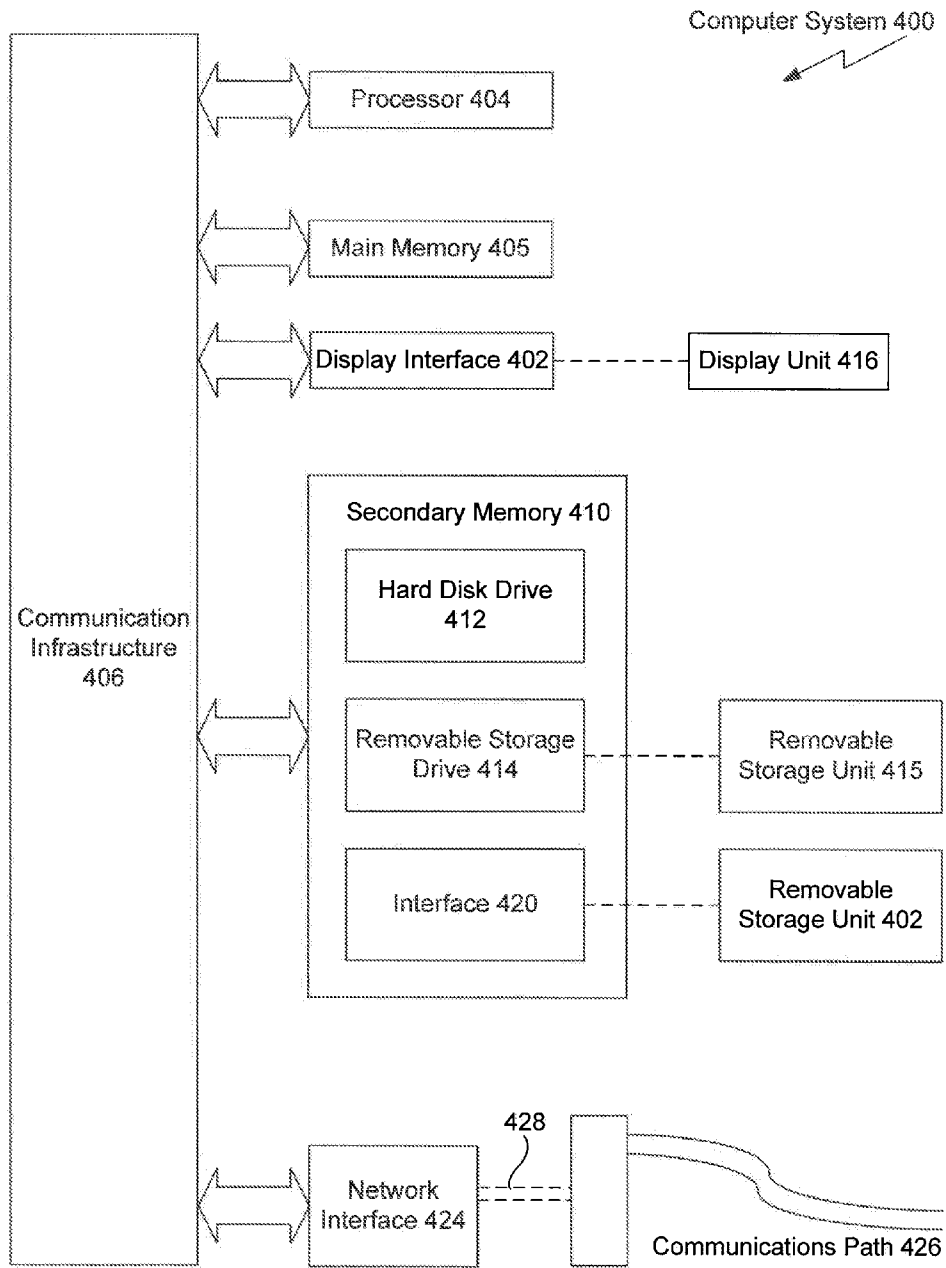 Computer System 400
Processor 404
Main Memory 405
Display Interface 402
Display Unit 416
Secondary Memory 410
Hard Disk Drive
412
Communication
Infrastructure
406
Removable Storage
Drive 414
Removable
Storage Unit 415
Interface 420
Removable
Storage Unit 402
428
Network
Interface 424
Communications Path 426